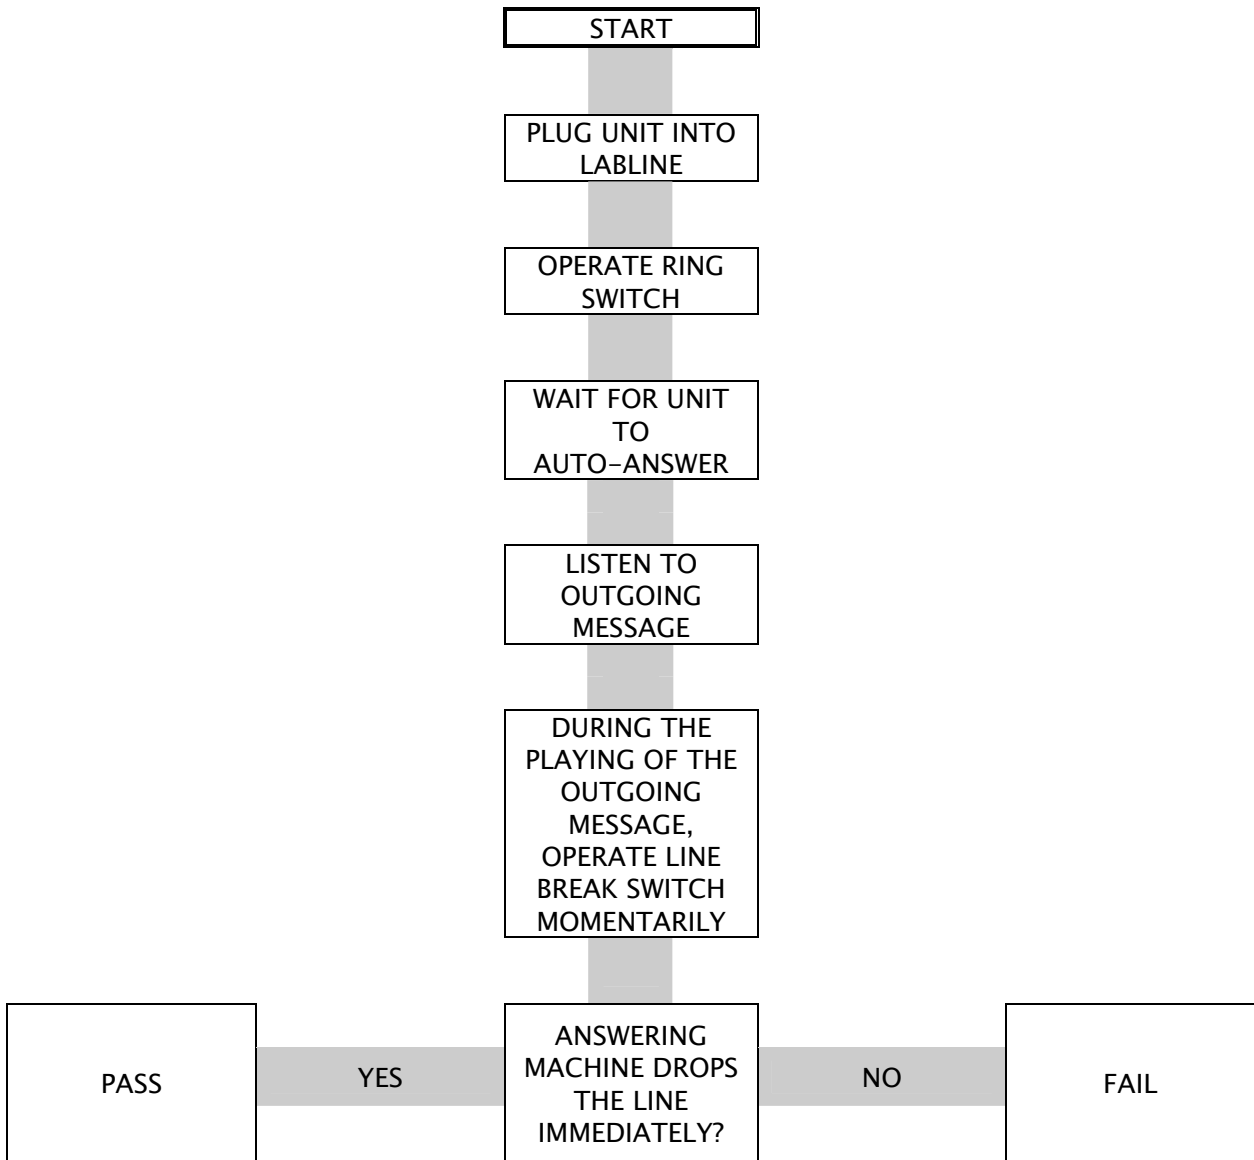 START
PLUG UNIT INTO
LABLINE
OPERATE RING
SWITCH
WAIT FOR UNIT
TO
AUTO-ANSWER
LISTEN TO
OUTGOING
MESSAGE
DURING THE
PLAYING OF THE
OUTGOING
MESSAGE,
OPERATE LINE
BREAK SWITCH
MOMENTARILY
PASS
YES
ANSWERING
MACHINE DROPS
THE LINE
IMMEDIATELY?
NO
FAIL